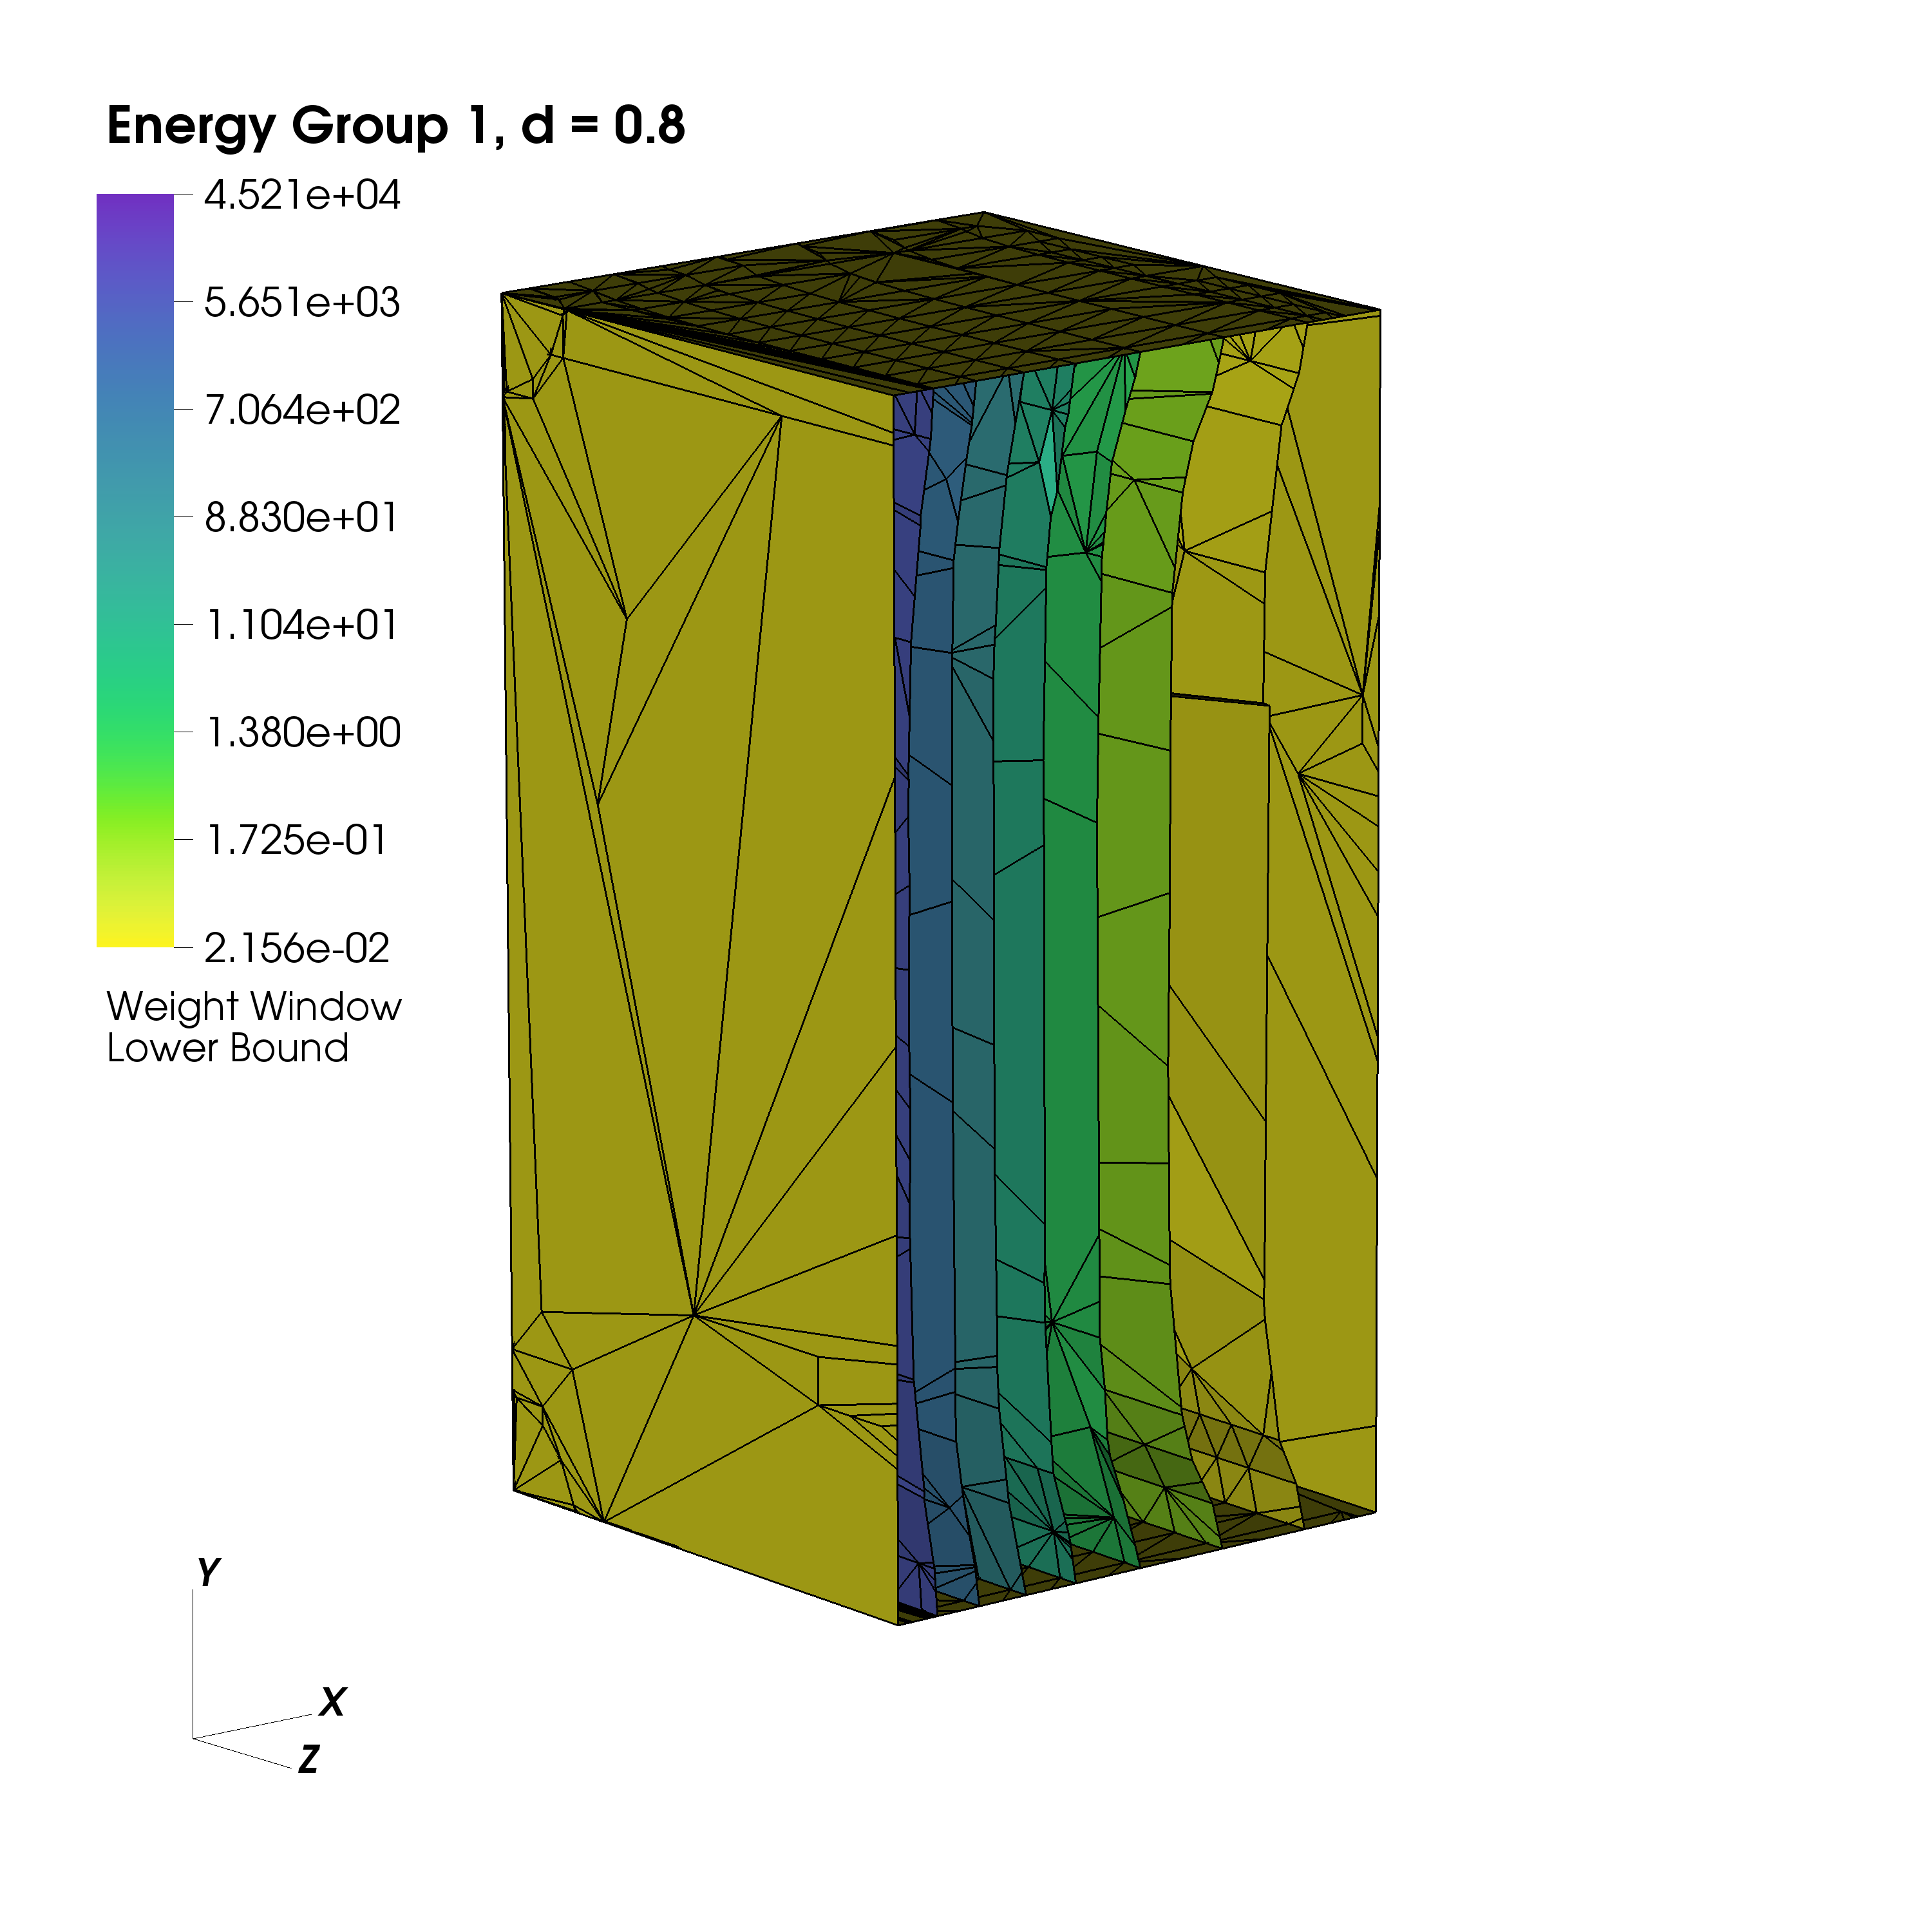 Energy Group 1, d = 0.8
4.521e+04
5.651e+03
7.064e+02
8.830e+01
1.104e+01
1.380e+00
1.725e-01
2.156e-02
Weight Window
Lower Bound
Y
X
Z